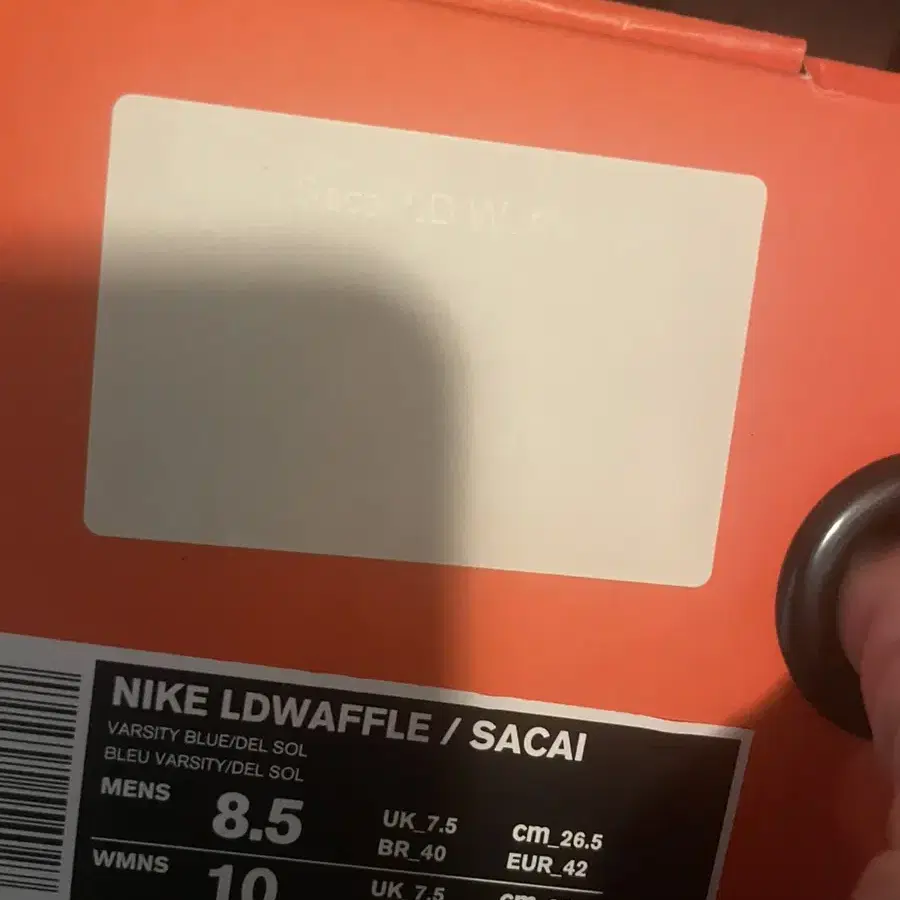 NIKE LDWAFFLE / SACAI
VARSITY BLUE/DEL SOL
BLEU VARSITY/DEL SOL
MENS 8.5 UK_7.5 cm_26.5
BR_40 EUR_42
WMNS 10 UK_7.5